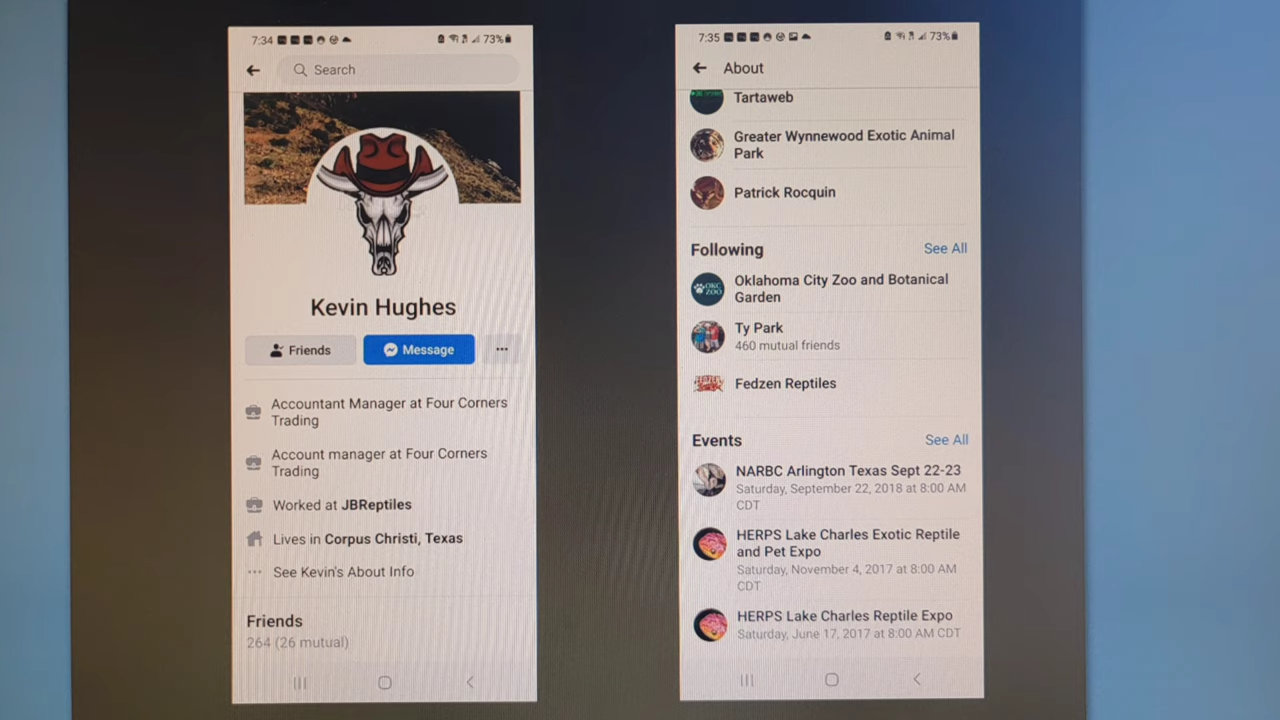 7:34
73%
Search
Kevin Hughes
Friends
Message
Accountant Manager at Four Corners
Trading
Account manager at Four Corners
Trading
Worked at JBReptiles
Lives in Corpus Christi, Texas
See Kevin's About Info
Friends
264 (26 mutual)
7:35
73%
About
Tartaweb
Greater Wynnewood Exotic Animal
Park
Patrick Rocquin
Following
See All
OKC
ZOO
Oklahoma City Zoo and Botanical
Garden
Ty Park
460 mutual friends
Fedzen Reptiles
Events
See All
NARBC Arlington Texas Sept 22-23
Saturday, September 22, 2018 at 8:00 AM
CDT
HERPS Lake Charles Exotic Reptile
and Pet Expo
Saturday, November 4, 2017 at 8:00 AM
CDT
HERPS Lake Charles Reptile Expo
Saturday, June 17, 2017 at 8:00 AM CDT